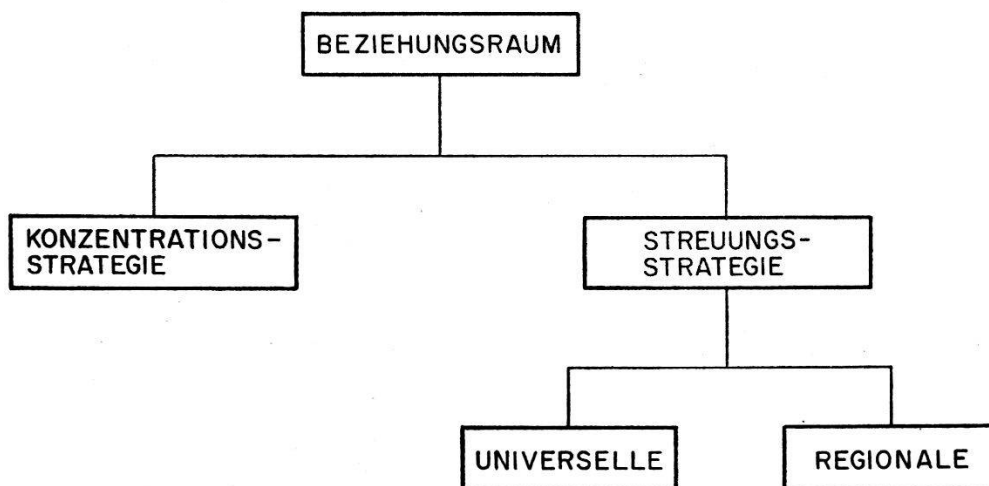 BEZIEHUNGSRAUM
KONZENTRATIONS-
STRATEGIE
STREUUNGS-
STRATEGIE
UNIVERSELLE
REGIONALE